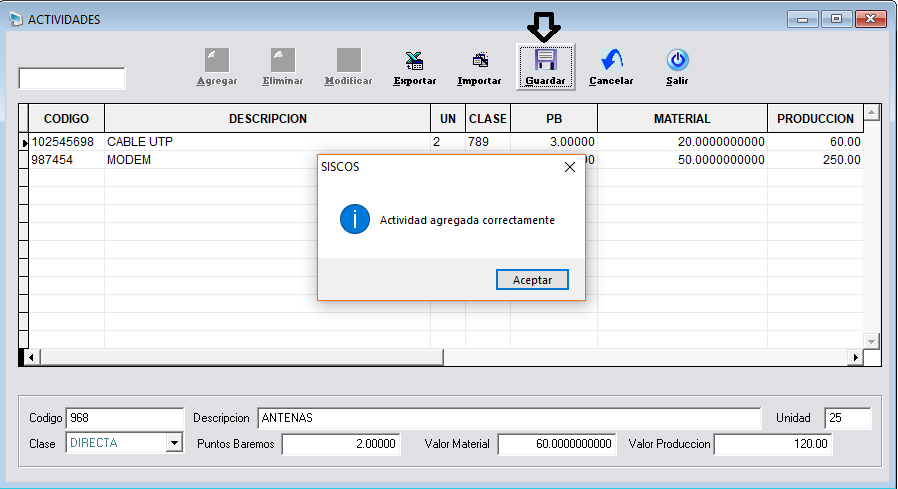 ACTIVIDADES
Agregar Eliminar Modificar Exportar Importar Guardar Cancelar Salir
CODIGO DESCRIPCION UN CLASE PB MATERIAL PRODUCCION
102545698 CABLE UTP 2 789 3.00000 20.0000000000 60.00
987454 MODEM 50.0000000000 250.00
SISCOS
Actividad agregada correctamente
Aceptar
Codigo 968 Descripcion ANTENAS Unidad 25
Clase DIRECTA Puntos Baremos 2.00000 Valor Material 60.0000000000 Valor Produccion 120.00